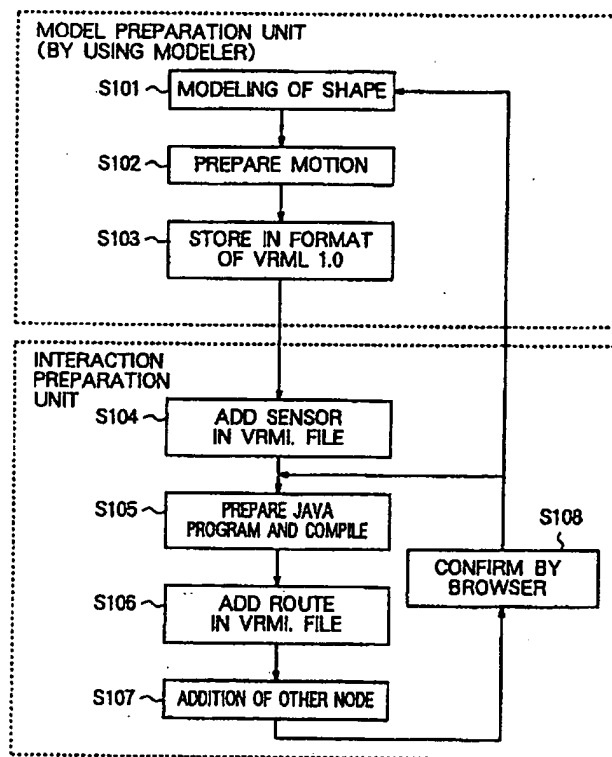 MODEL PREPARATION UNIT
(BY USING MODELER)
S101
MODELING OF SHAPE
S102
PREPARE MOTION
S103
STORE IN FORMAT
OF VRML 1.0
INTERACTION
PREPARATION
UNIT
S104
ADD SENSOR
IN VRML FILE
S105
PREPARE JAVA
PROGRAM AND COMPILE
S108
CONFIRM BY
BROWSER
S106
ADD ROUTE
IN VRML FILE
S107
ADDITION OF OTHER NODE